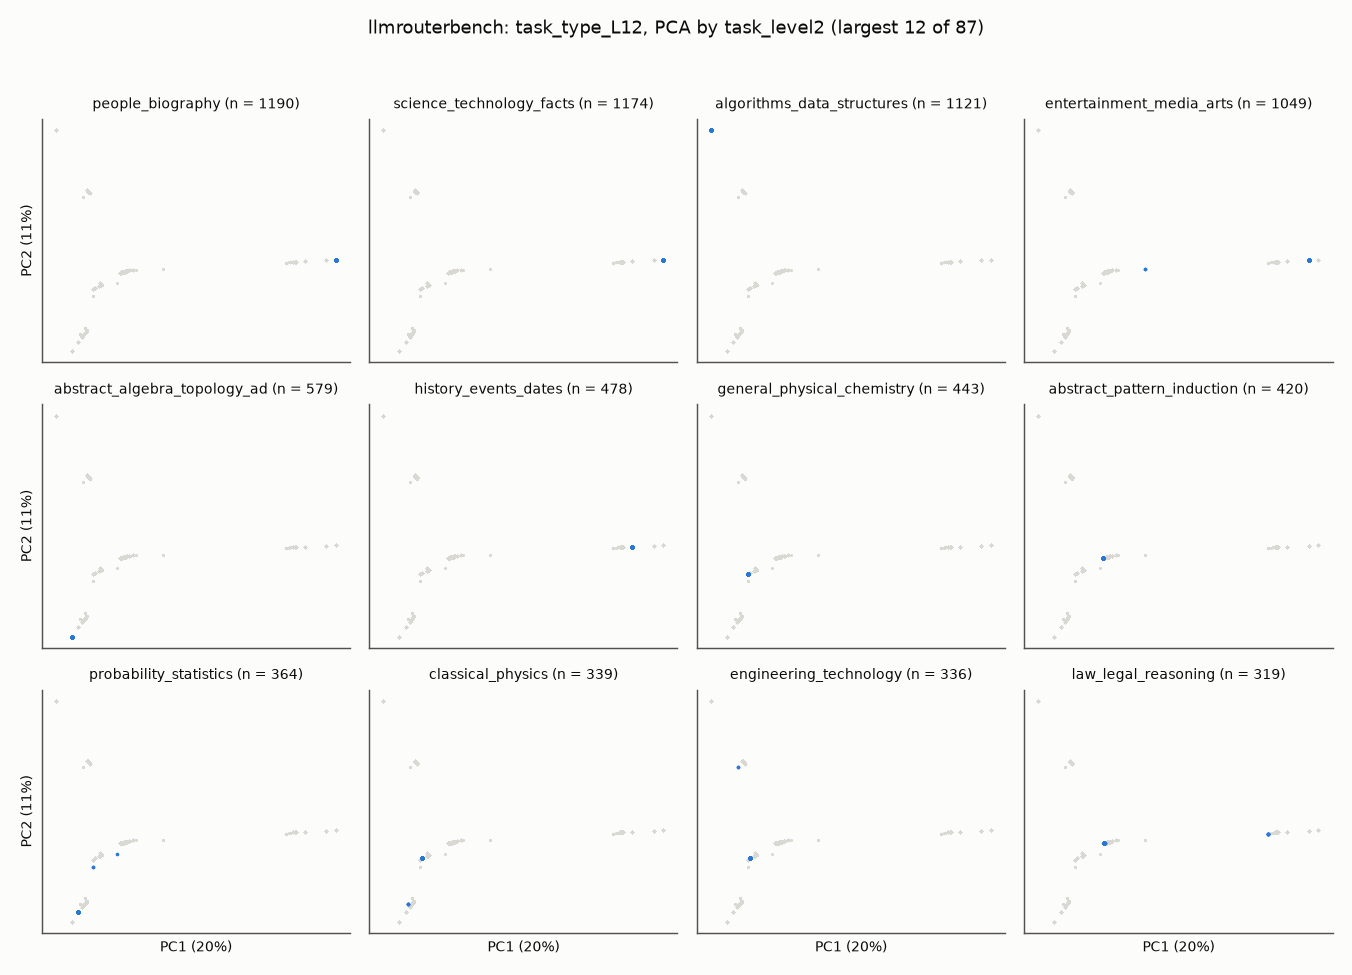 llmrouterbench: task_type_L12, PCA by task_level2 (largest 12 of 87)
people_biography (n = 1190)
science_technology_facts (n = 1174)
algorithms_data_structures (n = 1121)
entertainment_media_arts (n = 1049)
PC2 (11%)
abstract_algebra_topology_ad (n = 579)
history_events_dates (n = 478)
general_physical_chemistry (n = 443)
abstract_pattern_induction (n = 420)
PC2 (11%)
probability_statistics (n = 364)
classical_physics (n = 339)
engineering_technology (n = 336)
law_legal_reasoning (n = 319)
PC2 (11%)
PC1 (20%)
PC1 (20%)
PC1 (20%)
PC1 (20%)